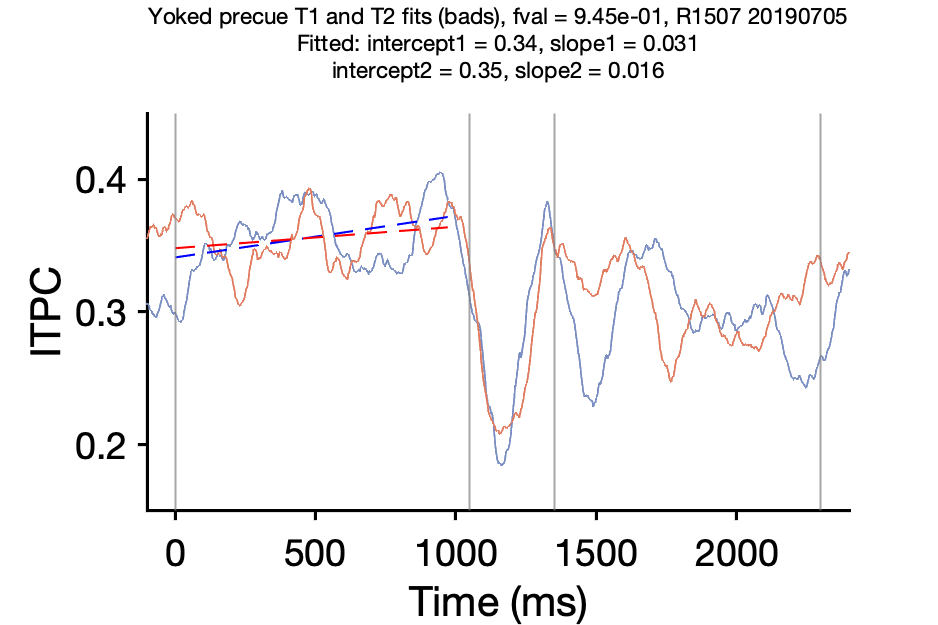 Yoked precue T1 and T2 fits (bads), fval = 9.45e-01, R1507 20190705
Fitted: intercept1 = 0.34, slope1 = 0.031
intercept2 = 0.35, slope2 = 0.016
0.4
0.3
0.2
ITPC
0 500 1000 1500 2000
Time (ms)